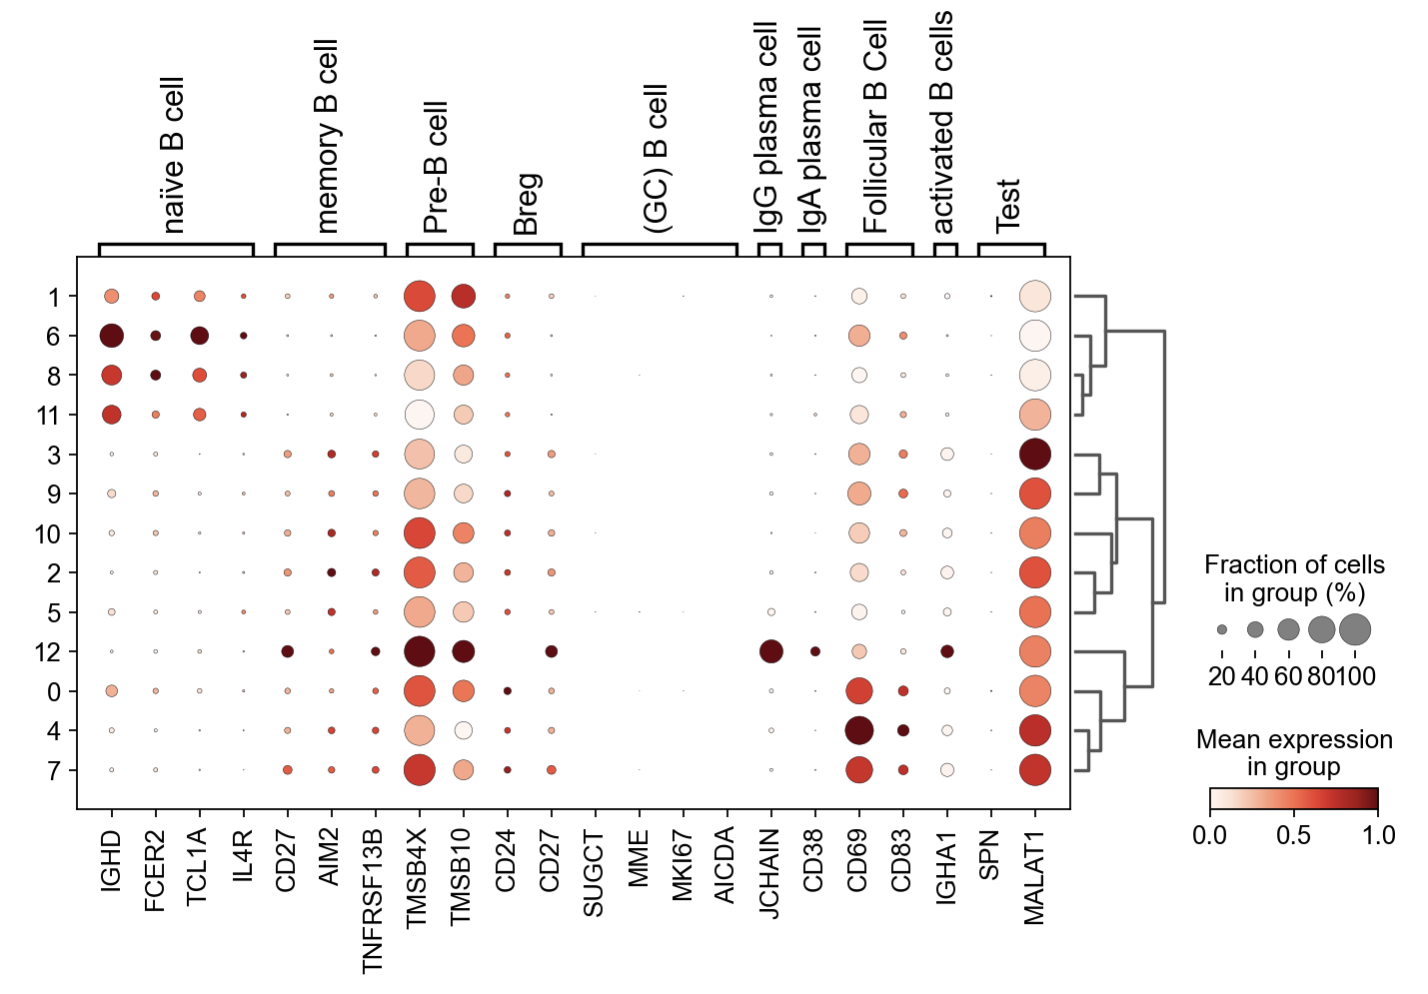 naïve B cell
memory B cell
Pre-B cell
Breg
(GC) B cell
IgG plasma cell
IgA plasma cell
Follicular B Cell
activated B cells
Test
1
6
8
11
3
9
10
2
5
12
0
4
7
IGHD
FCER2
TCL1A
IL4R
CD27
AIM2
TNFRSF13B
TMSB4X
TMSB10
CD24
CD27
SUGCT
MME
MKI67
AICDA
JCHAIN
CD38
CD69
CD83
IGHA1
SPN
MALAT1
Fraction of cells
in group (%)
20 40 60 80100
Mean expression
in group
0.0 0.5 1.0